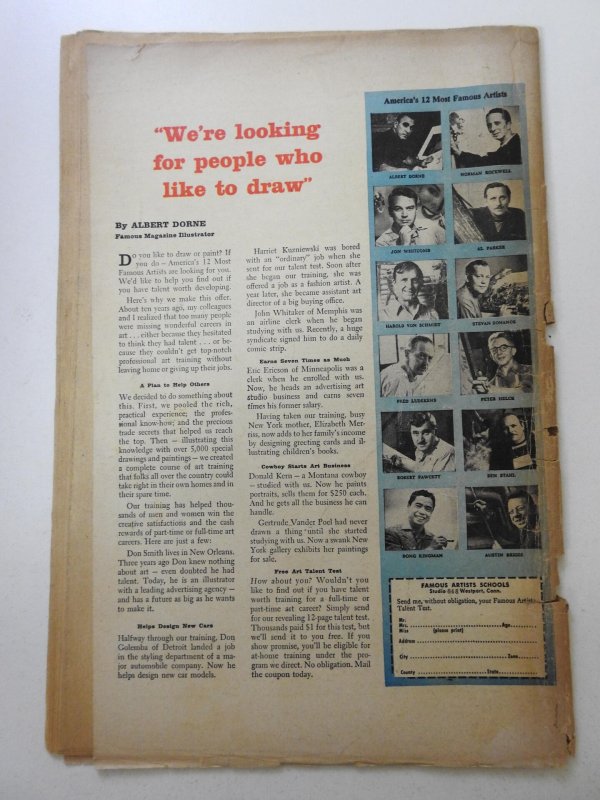 "We're looking
for people who
like to draw"
By ALBERT DORNE
Famous Magazine Illustrator
Do you like to draw or paint? If
you do — America's 12 Most
Famous Artists are looking for you.
We'd like to help you find out if
you have talent worth developing.
Here's why we make this offer.
About ten years ago, my colleagues
and I realized that too many people
were missing wonderful careers in
art . . . either because they hesitated
to think they had talent . . . or be-
cause they couldn't get top-notch
professional art training without
leaving home or giving up their jobs.
A Plan to Help Others
We decided to do something about
this. First, we pooled the rich,
practical experience; the profes-
sional know-how; and the precious
trade secrets that helped us reach
the top. Then — illustrating this
knowledge with over 5,000 special
drawings and paintings — we created
a complete course of art training
that folks all over the country could
take right in their own homes and in
their spare time.
Our training has helped thou-
sands of men and women win the
creative satisfactions and the cash
rewards of part-time or full-time art
careers. Here are just a few:
Don Smith lives in New Orleans.
Three years ago Don knew nothing
about art — even doubted he had
talent. Today, he is an illustrator
with a leading advertising agency —
and has a future as big as he wants
to make it.
Helps Design New Cars
Halfway through our training, Don
Golemba of Detroit landed a job
in the styling department of a ma-
jor automobile company. Now he
helps design new car models.
Harriet Kuzniewski was bored
with an "ordinary" job when she
sent for our talent test. Soon after
she began our training, she was
offered a job as a fashion artist. A
year later, she became assistant art
director of a big buying office.
John Whitaker of Memphis was
an airline clerk when he began
studying with us. Recently, a huge
syndicate signed him to do a daily
comic strip.
Earns Seven Times as Much
Eric Ericson of Minneapolis was a
clerk when he enrolled with us.
Now, he heads an advertising art
studio business and earns seven
times his former salary.
Having taken our training, busy
New York mother, Elizabeth Mer-
riss, now adds to her family's income
by designing greeting cards and il-
lustrating children's books.
Cowboy Starts Art Business
Donald Kern — a Montana cowboy
— studied with us. Now he paints
portraits, sells them for $250 each.
And he gets all the business he can
handle.
Gertrude Vander Poel had never
drawn a thing until she started
studying with us. Now a swank New
York gallery exhibits her paintings
for sale.
Free Art Talent Test
How about you? Wouldn't you
like to find out if you have talent
worth training for a full-time or
part-time art career? Simply send
for our revealing 12-page talent test.
Thousands paid $1 for this test, but
we'll send it to you free. If you
show promise, you'll be eligible for
at-home training under the pro-
gram we direct. No obligation. Mail
the coupon today.
America's 12 Most Famous Artists
ALBERT DORNE
NORMAN ROCKWELL
JON WHITCOMB
AL PARKER
HAROLD VON SCHMIDT
STEVAN DOHANOS
FRED LUDEKENS
PETER HELCK
ROBERT FAWCETT
BEN STAHL
DONG KINGMAN
AUSTIN BRIGGS
FAMOUS ARTISTS SCHOOLS
Studio Westport, Conn.
Send me, without obligation, your Famous Artists
Talent Test.
Mr.
Mrs. Age
Miss (please print)
Address
City Zone
County State